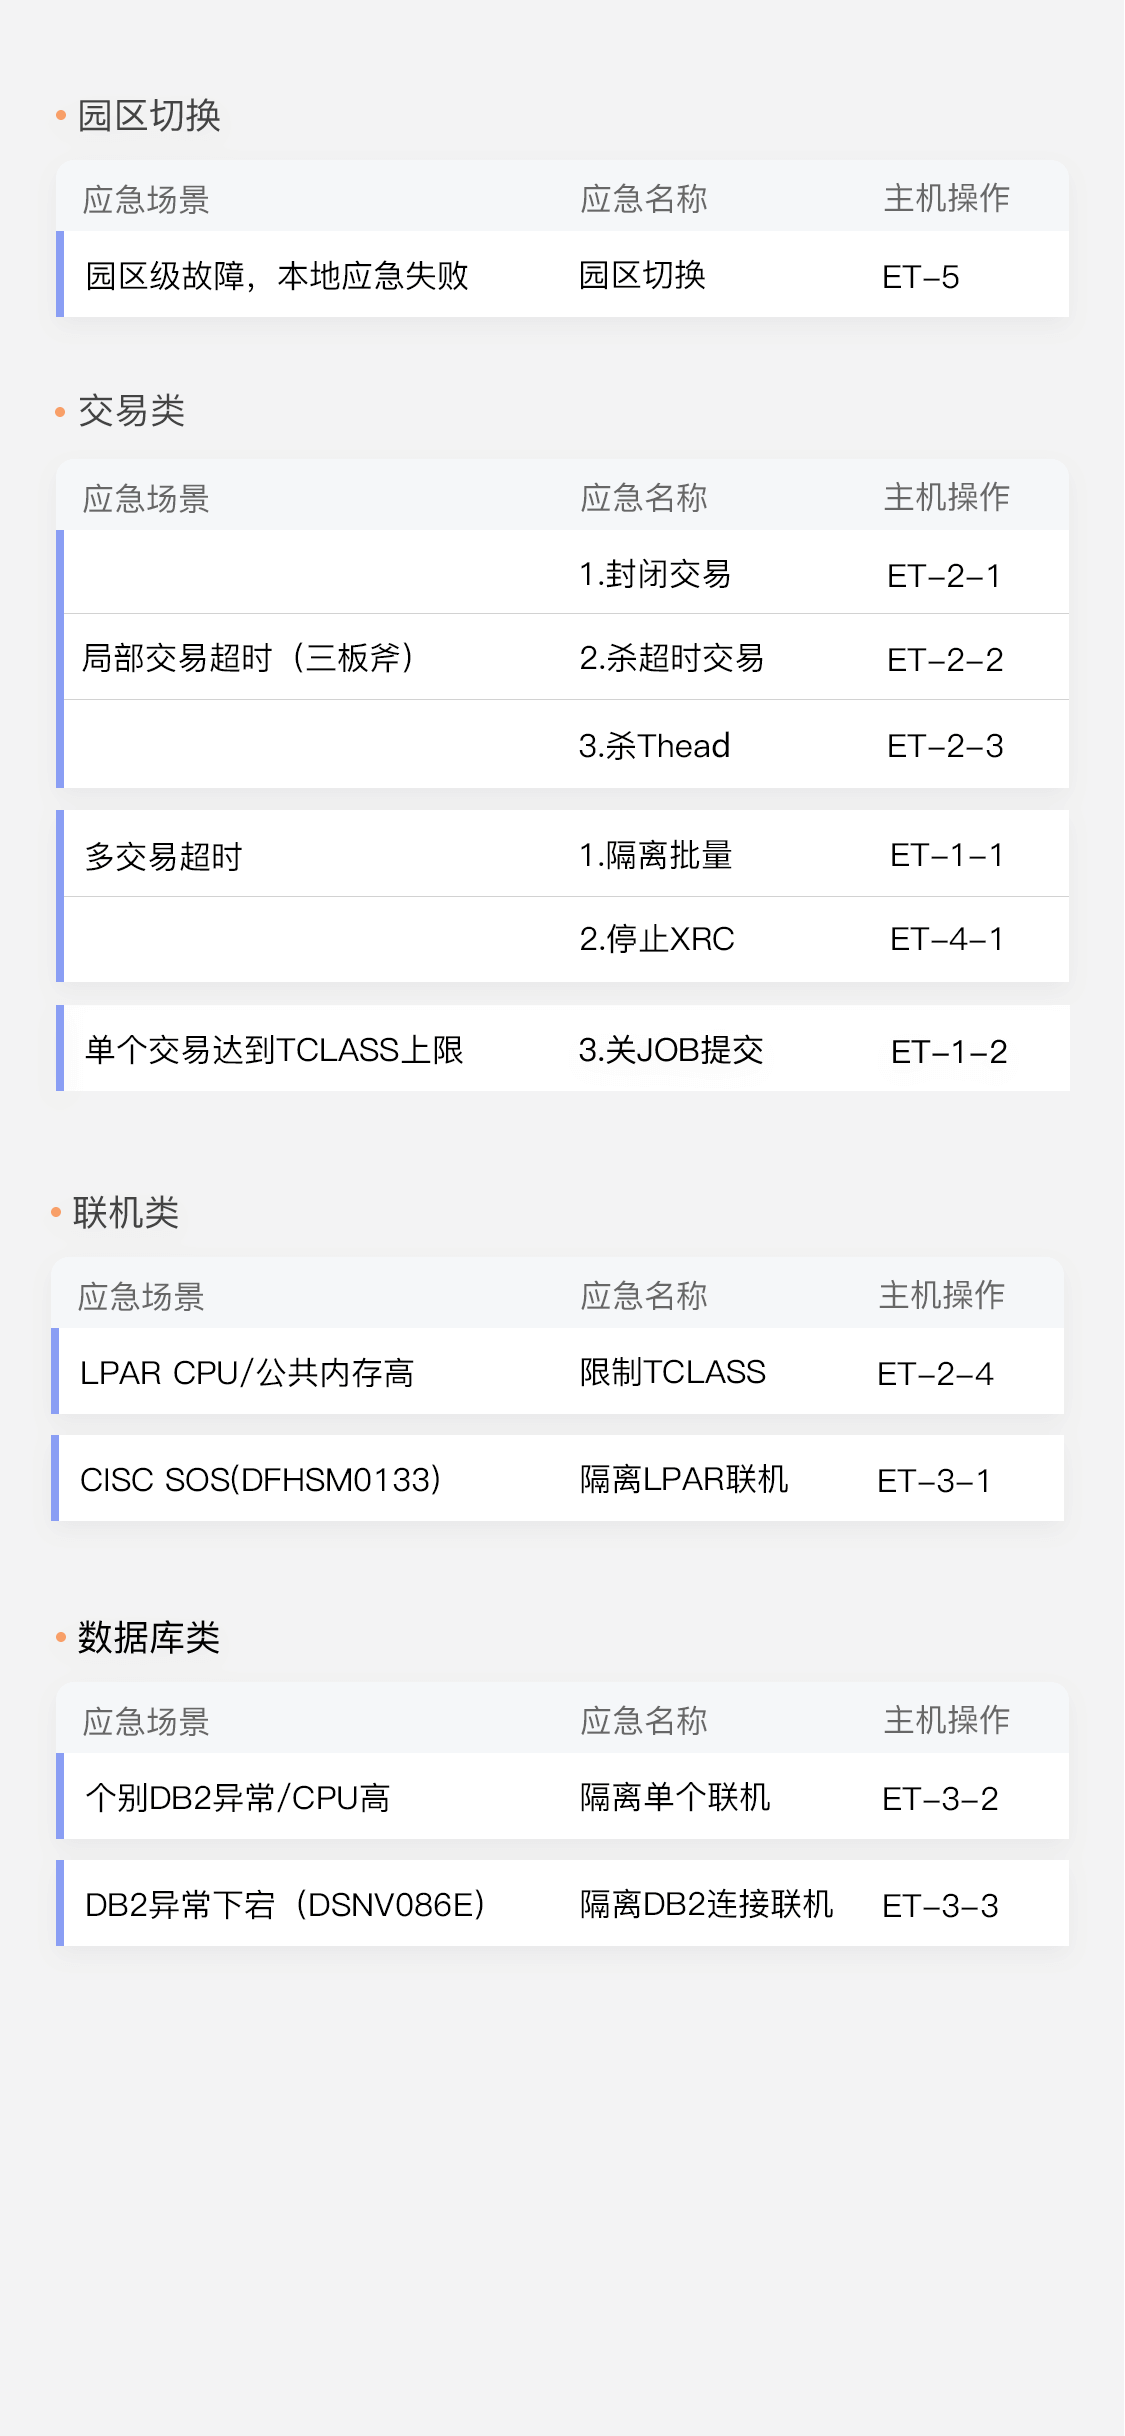 园区切换
应急场景 应急名称 主机操作
园区级故障，本地应急失败 园区切换 ET-5
交易类
应急场景 应急名称 主机操作
1.封闭交易 ET-2-1
局部交易超时（三板斧） 2.杀超时交易 ET-2-2
3.杀Thead ET-2-3
多交易超时 1.隔离批量 ET-1-1
2.停止XRC ET-4-1
单个交易达到TCLASS上限 3.关JOB提交 ET-1-2
联机类
应急场景 应急名称 主机操作
LPAR CPU/公共内存高 限制TCLASS ET-2-4
CISC SOS(DFHSM0133) 隔离LPAR联机 ET-3-1
数据库类
应急场景 应急名称 主机操作
个别DB2异常/CPU高 隔离单个联机 ET-3-2
DB2异常下宕（DSNV086E） 隔离DB2连接联机 ET-3-3